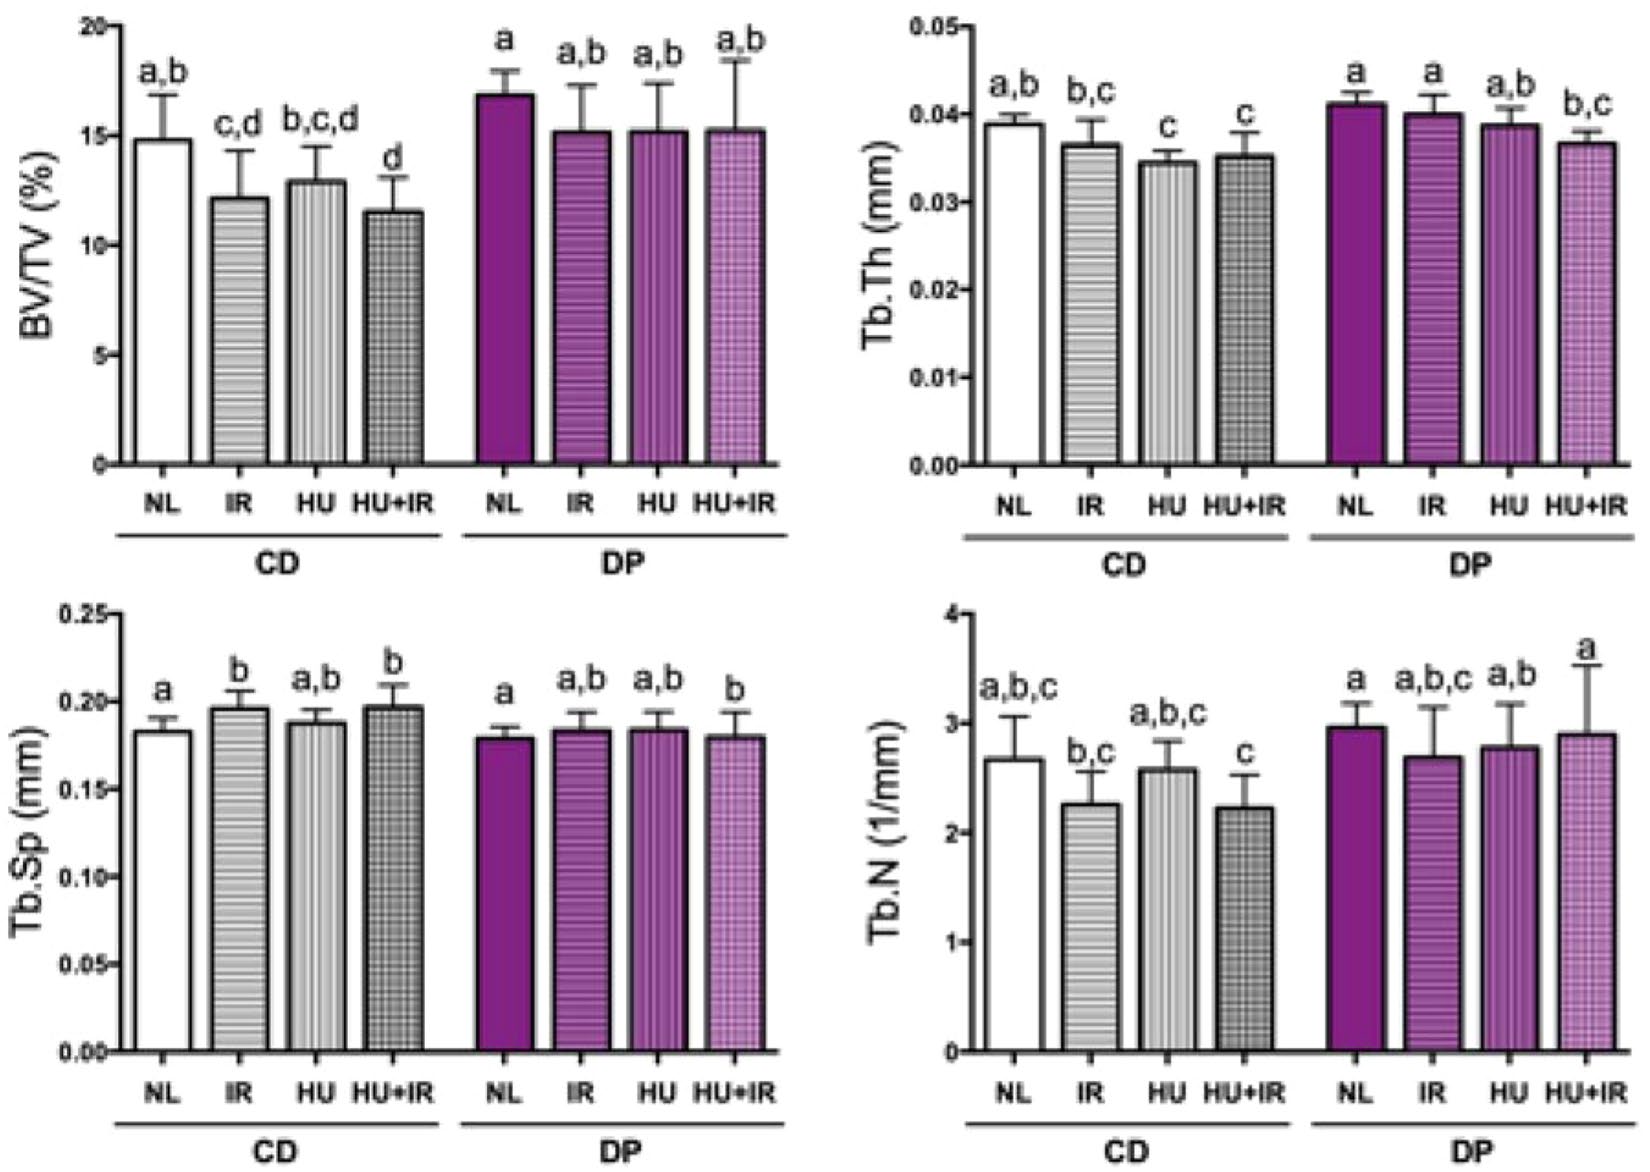 BV/TV (%)
20
15
10
5
0
a,b
c,d
b,c,d
d
a
a,b
a,b
a,b
NL IR HU HU+IR NL IR HU HU+IR
CD DP
Tb.Th (mm)
0.05
0.04
0.03
0.02
0.01
0.00
a,b
b,c
c
c
a
a
a,b
b,c
NL IR HU HU+IR NL IR HU HU+IR
CD DP
Tb.Sp (mm)
0.25
0.20
0.15
0.10
0.05
0.00
a
b
a,b
b
a
a,b
a,b
b
NL IR HU HU+IR NL IR HU HU+IR
CD DP
Tb.N (1/mm)
4
3
2
1
0
a,b,c
b,c
a,b,c
c
a
a,b,c
a,b
a
NL IR HU HU+IR NL IR HU HU+IR
CD DP